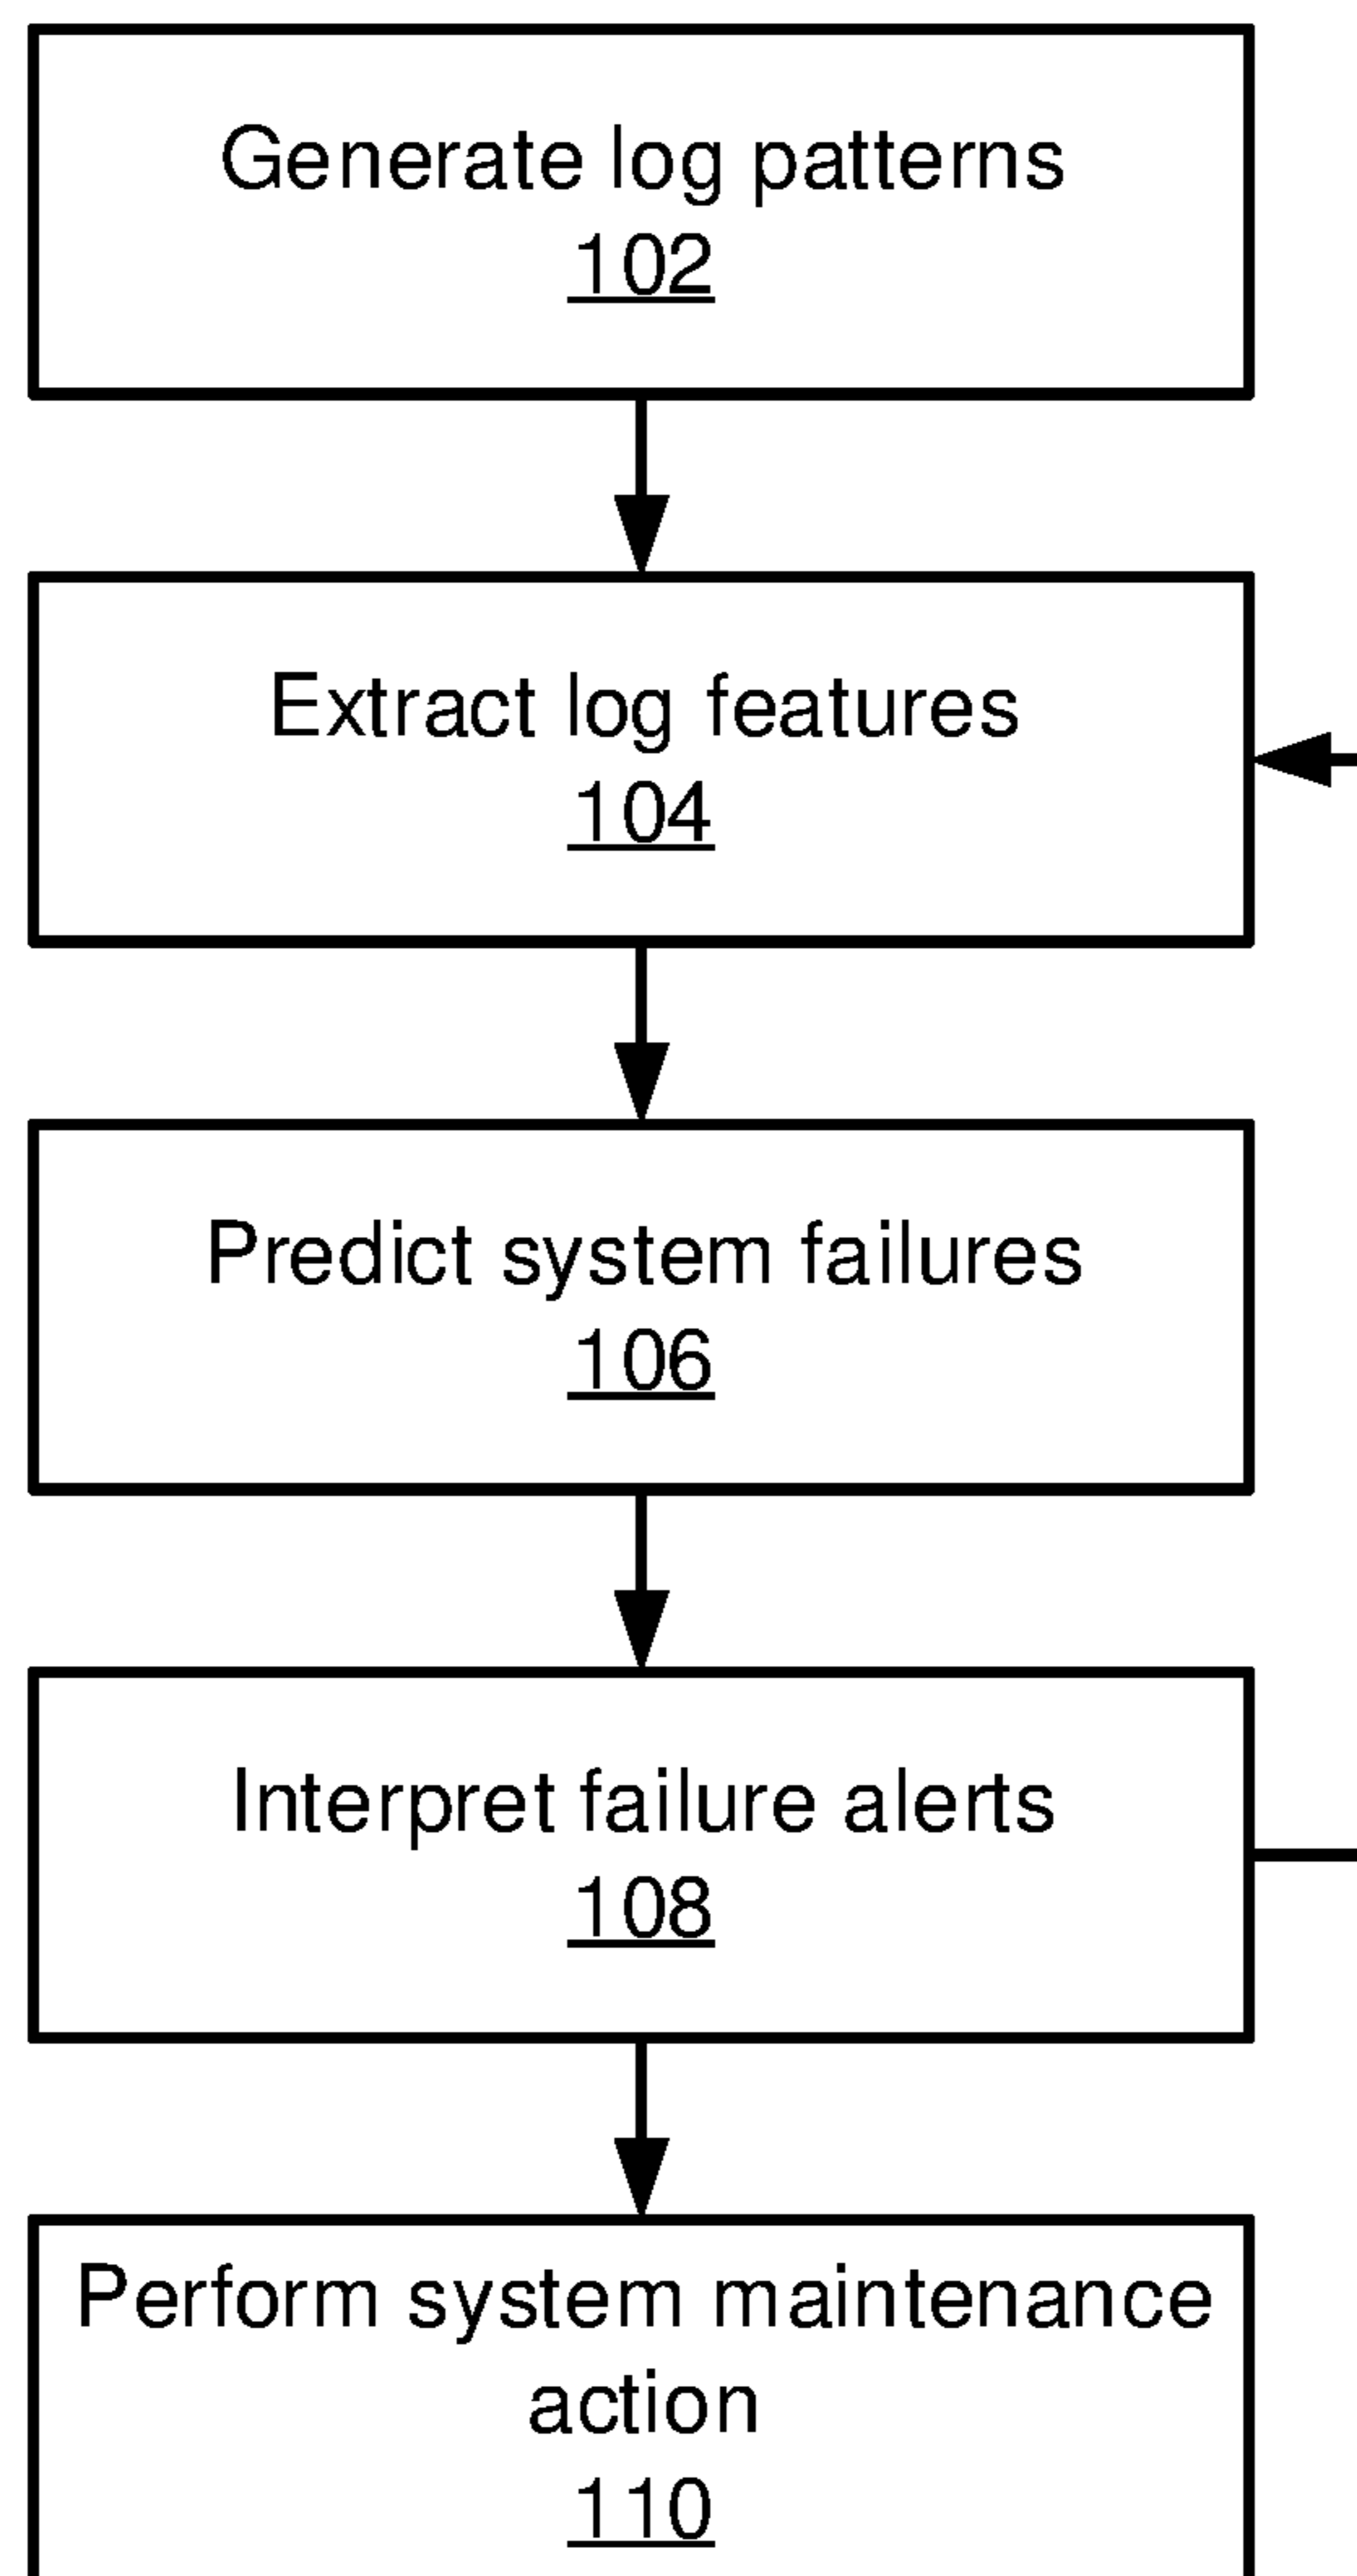 Generate log patterns
102
Extract log features
104
Predict system failures
106
Interpret failure alerts
108
Perform system maintenance
action
110